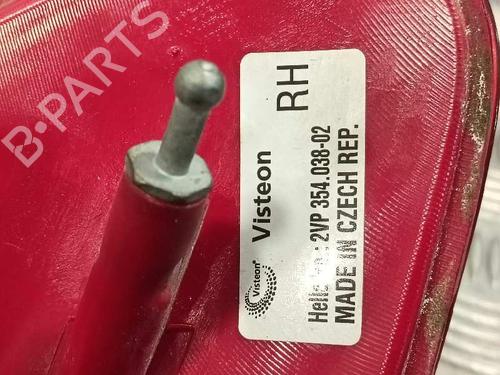 B·PARTS
RH
Visteon
Visteon®
2VP 354.038-02
MADE IN CZECH REP.